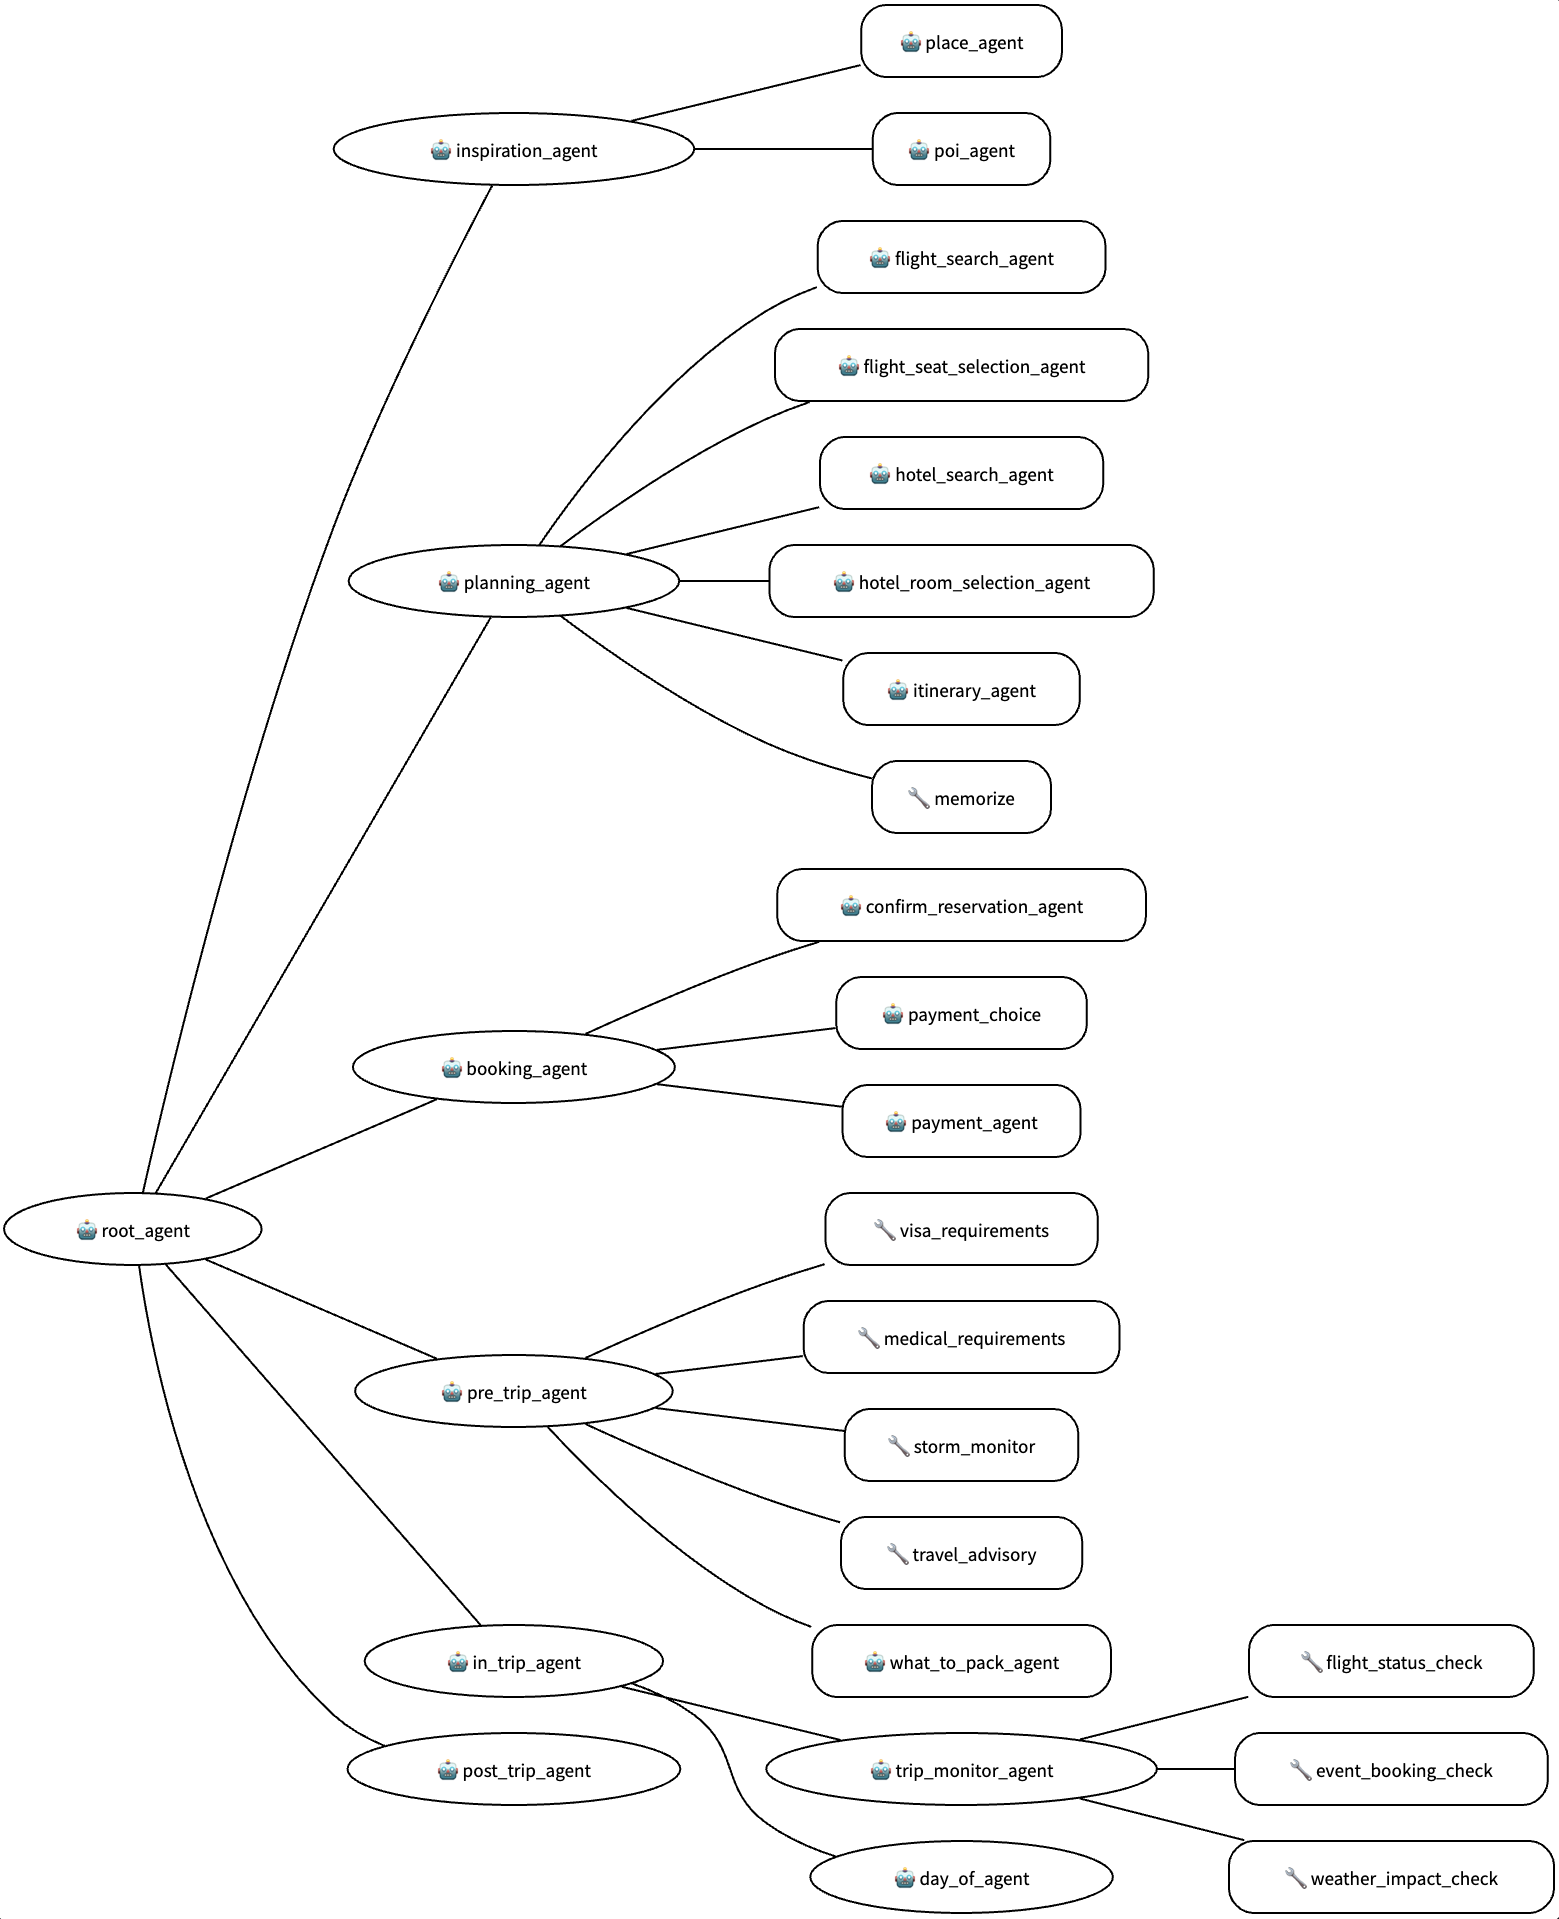 place_agent
inspiration_agent
poi_agent
flight_search_agent
flight_seat_selection_agent
hotel_search_agent
planning_agent
hotel_room_selection_agent
itinerary_agent
memorize
confirm_reservation_agent
payment_choice
booking_agent
payment_agent
root_agent
visa_requirements
medical_requirements
pre_trip_agent
storm_monitor
travel_advisory
in_trip_agent
what_to_pack_agent
flight_status_check
post_trip_agent
trip_monitor_agent
event_booking_check
day_of_agent
weather_impact_check